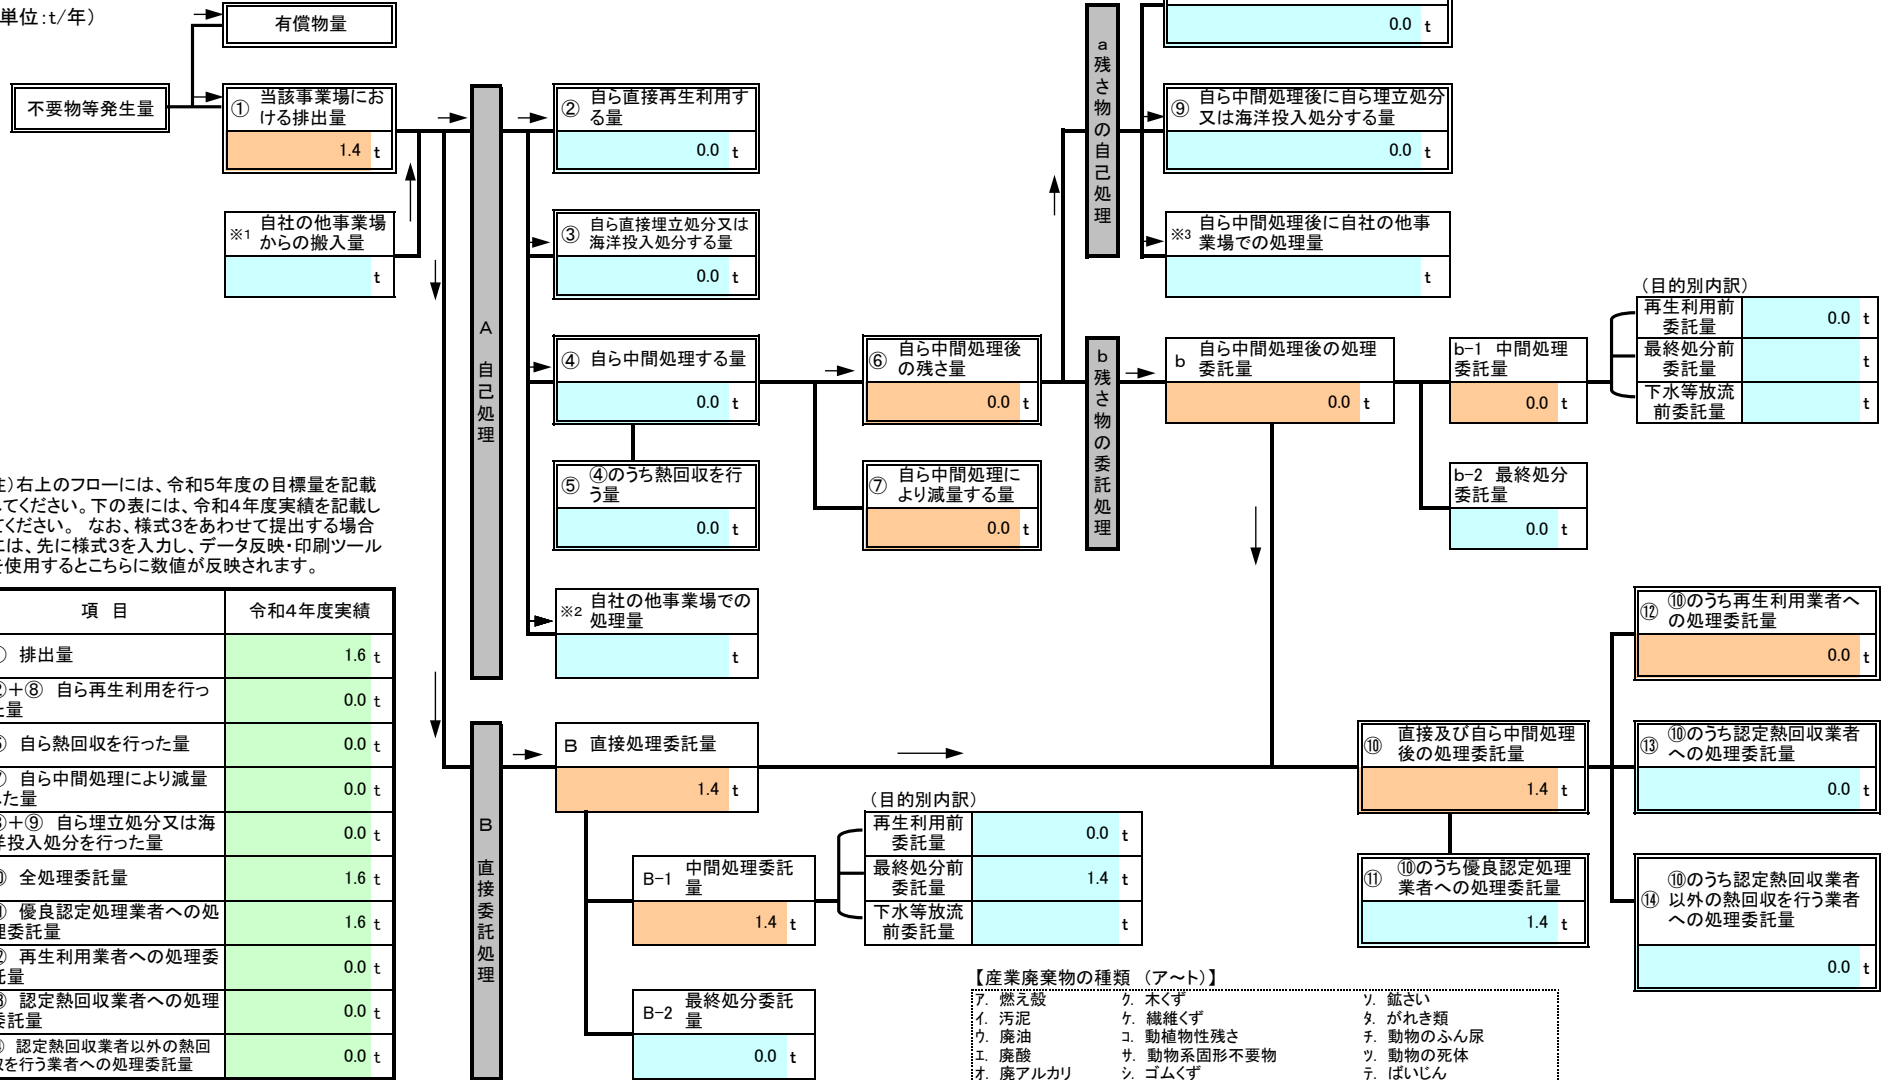 単位:t/年)
有償物量
不要物等発生量
① 当該事業場にお
ける排出量
1.4 t
※1 自社の他事業場
からの搬入量
t
A 自己処理
② 自ら直接再生利用す
る量
0.0 t
③ 自ら直接埋立処分又は
海洋投入処分する量
0.0 t
④ 自ら中間処理する量
0.0 t
⑤ ④のうち熱回収を行
う量
0.0 t
※2 自社の他事業場での
処理量
t
⑥ 自ら中間処理後
の残さ量
0.0 t
⑦ 自ら中間処理に
より減量する量
0.0 t
a残さ物の自己処理
0.0 t
⑨ 自ら中間処理後に自ら埋立処分
又は海洋投入処分する量
0.0 t
※3 自ら中間処理後に自社の他事
業場での処理量
t
b残さ物の委託処理
b 自ら中間処理後の処理
委託量
0.0 t
b-1 中間処理
委託量
0.0 t
b-2 最終処分
委託量
0.0 t
(目的別内訳)
再生利用前
委託量 0.0 t
最終処分前
委託量 t
下水等放流
前委託量 t
注)右上のフローには、令和5年度の目標量を記載
してください。下の表には、令和4年度実績を記載し
てください。 なお、様式3をあわせて提出する場合
には、先に様式3を入力し、データ反映・印刷ツール
を使用するとこちらに数値が反映されます。
項 目 令和4年度実績
① 排出量 1.6 t
②+⑧ 自ら再生利用を行っ
た量 0.0 t
⑤ 自ら熱回収を行った量 0.0 t
⑦ 自ら中間処理により減量
した量 0.0 t
③+⑨ 自ら埋立処分又は海
洋投入処分を行った量 0.0 t
⑩ 全処理委託量 1.6 t
⑪ 優良認定処理業者への処
理委託量 1.6 t
⑫ 再生利用業者への処理委
託量 0.0 t
⑬ 認定熱回収業者への処理
委託量 0.0 t
⑭ 認定熱回収業者以外の熱回
収を行う業者への処理委託量 0.0 t
B 直接委託処理
B 直接処理委託量
1.4 t
B-1 中間処理委託
量
1.4 t
B-2 最終処分委託
量
0.0 t
(目的別内訳)
再生利用前
委託量 0.0 t
最終処分前
委託量 1.4 t
下水等放流
前委託量 t
⑩ 直接及び自ら中間処理
後の処理委託量
1.4 t
⑪ ⑩のうち優良認定処理
業者への処理委託量
1.4 t
⑫ ⑩のうち再生利用業者へ
の処理委託量
0.0 t
⑬ ⑩のうち認定熱回収業者
への処理委託量
0.0 t
⑭ ⑩のうち認定熱回収業者
以外の熱回収を行う業者
への処理委託量
0.0 t
【産業廃棄物の種類 (ア~ト)】
ア. 燃え殻 ク. 木くず ソ. 鉱さい
イ. 汚泥 ケ. 繊維くず タ. がれき類
ウ. 廃油 コ. 動植物性残さ チ. 動物のふん尿
エ. 廃酸 サ. 動物系固形不要物 ツ. 動物の死体
オ. 廃アルカリ シ. ゴムくず テ. ばいじん